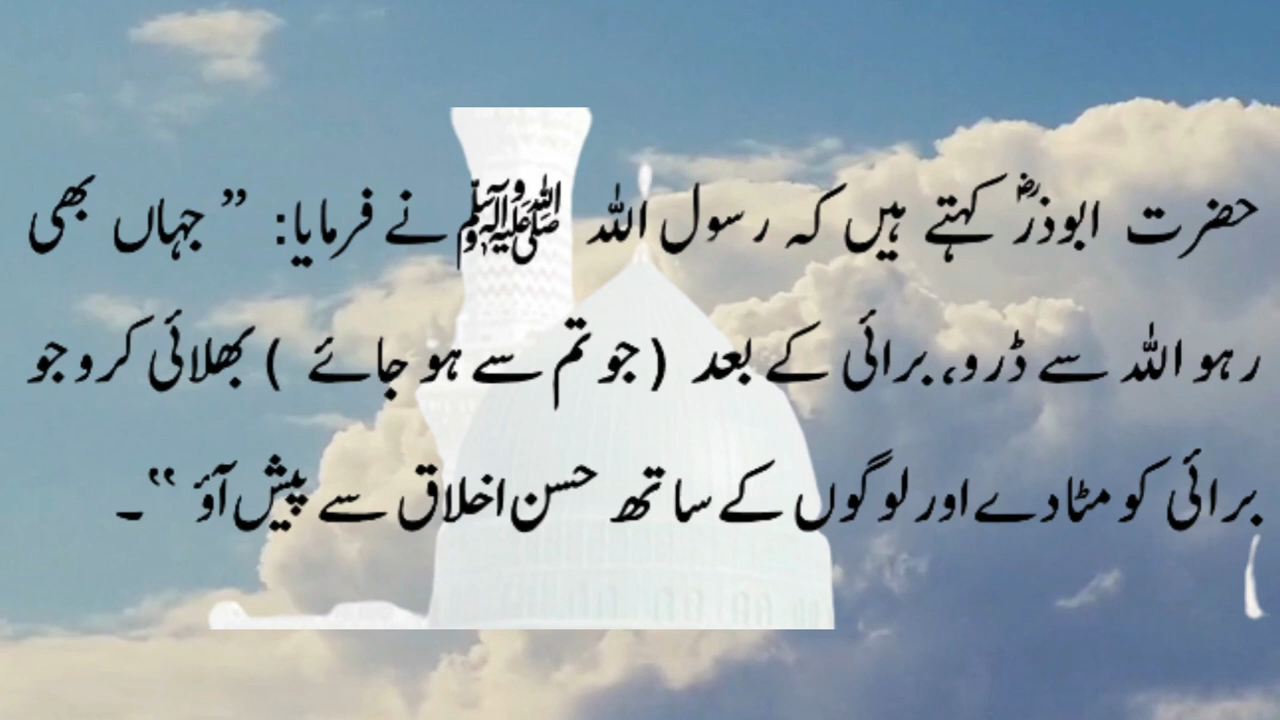 حضرت ابوذرؓ کہتے ہیں کہ رسول اللہ ﷺ نے فرمایا: ” جہاں بھی
رہو اللہ سے ڈرو، برائی کے بعد ( جو تم سے ہو جائے ) بھلائی کرو جو
برائی کو مٹا دے اور لوگوں کے ساتھ حسن اخلاق سے پیش آؤ “۔